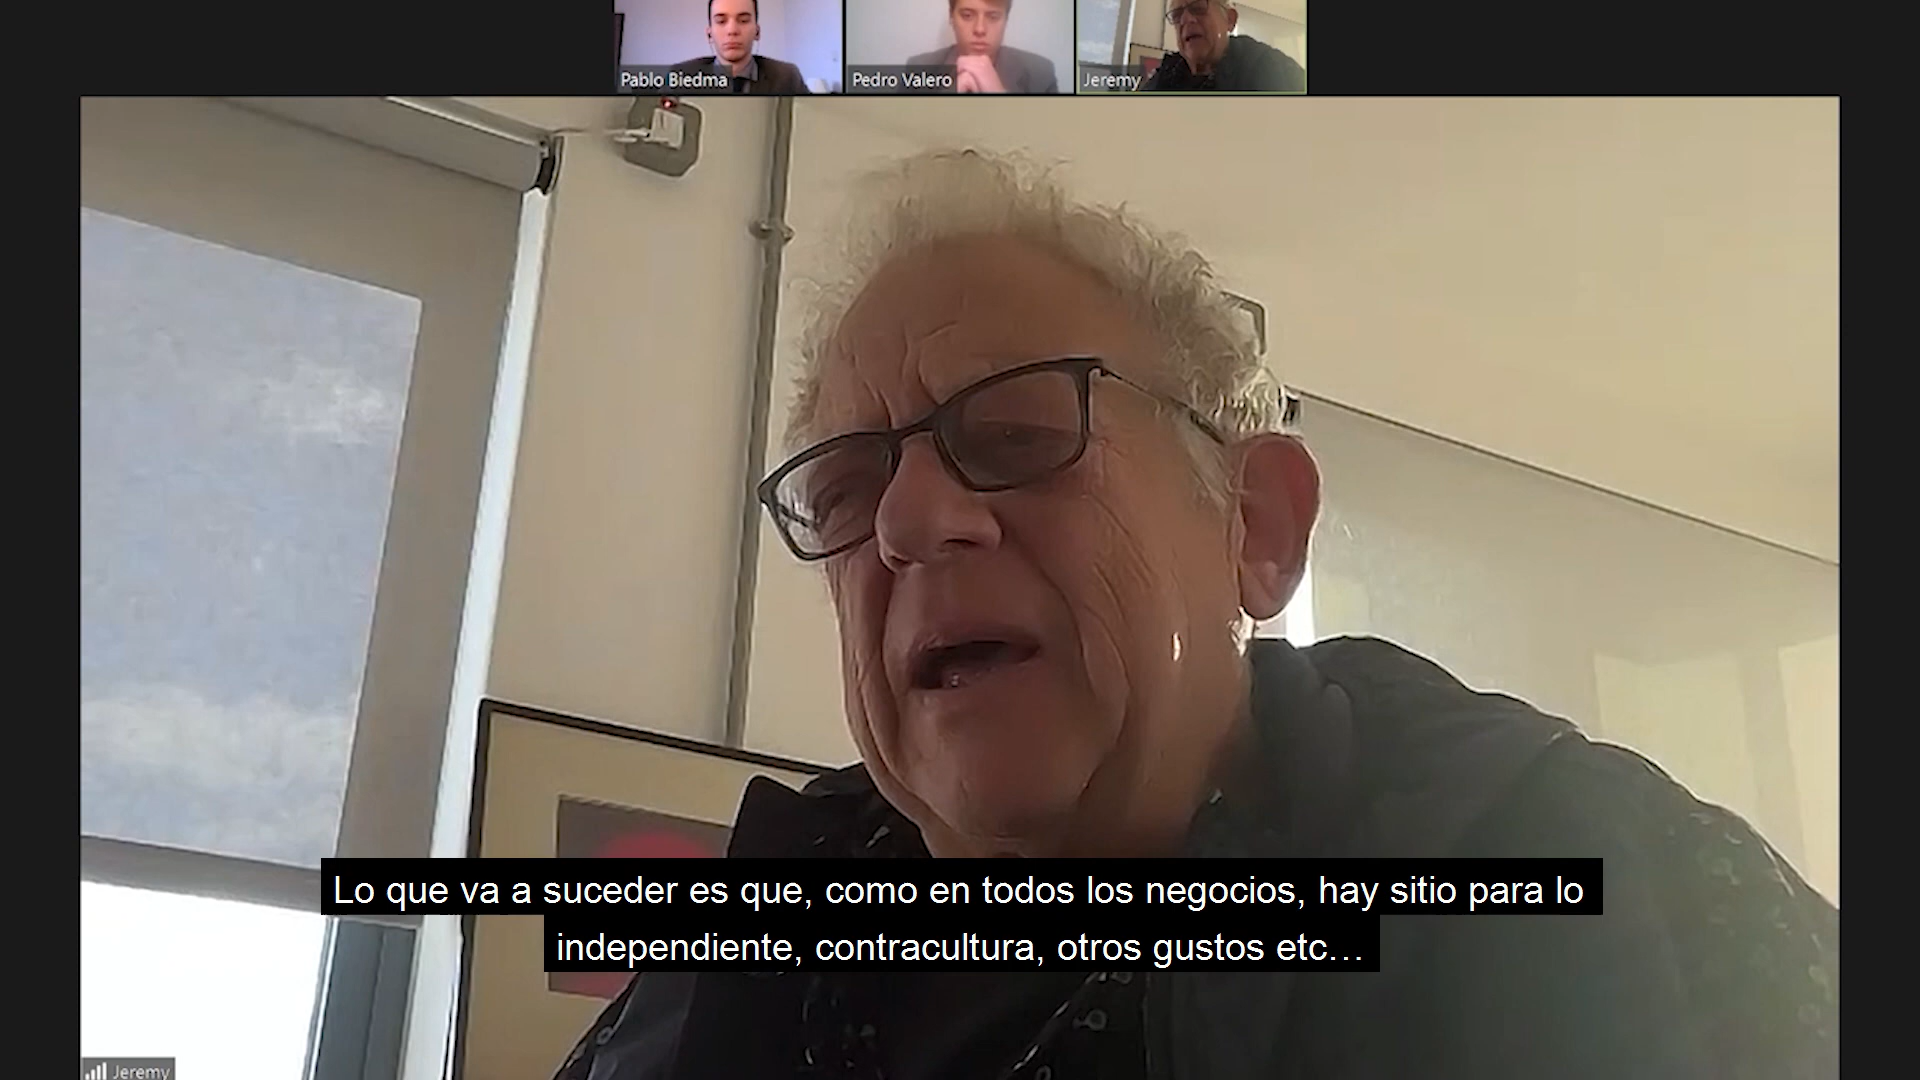 Pablo Biedma
Pedro Valero
Jeremy
Lo que va a suceder es que, como en todos los negocios, hay sitio para lo
independiente, contracultura, otros gustos etc…
Jeremy